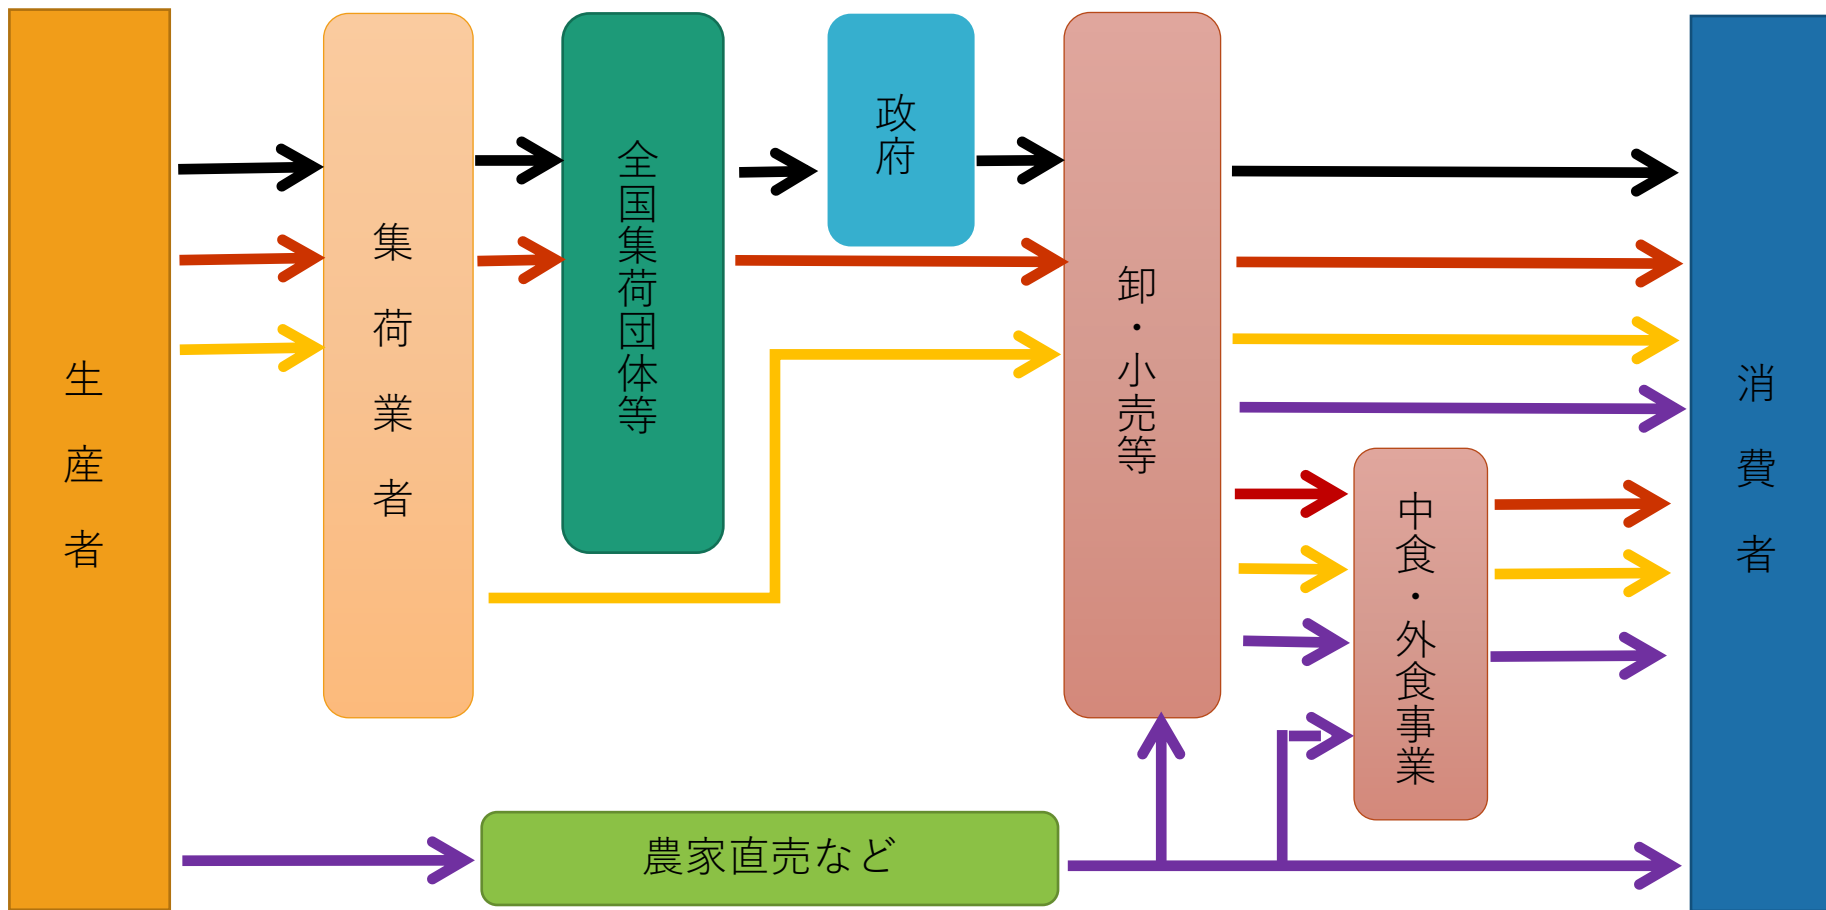 生産者
集荷業者
全国集荷団体等
政府
卸・小売等
中食・外食事業
消費者
農家直売など